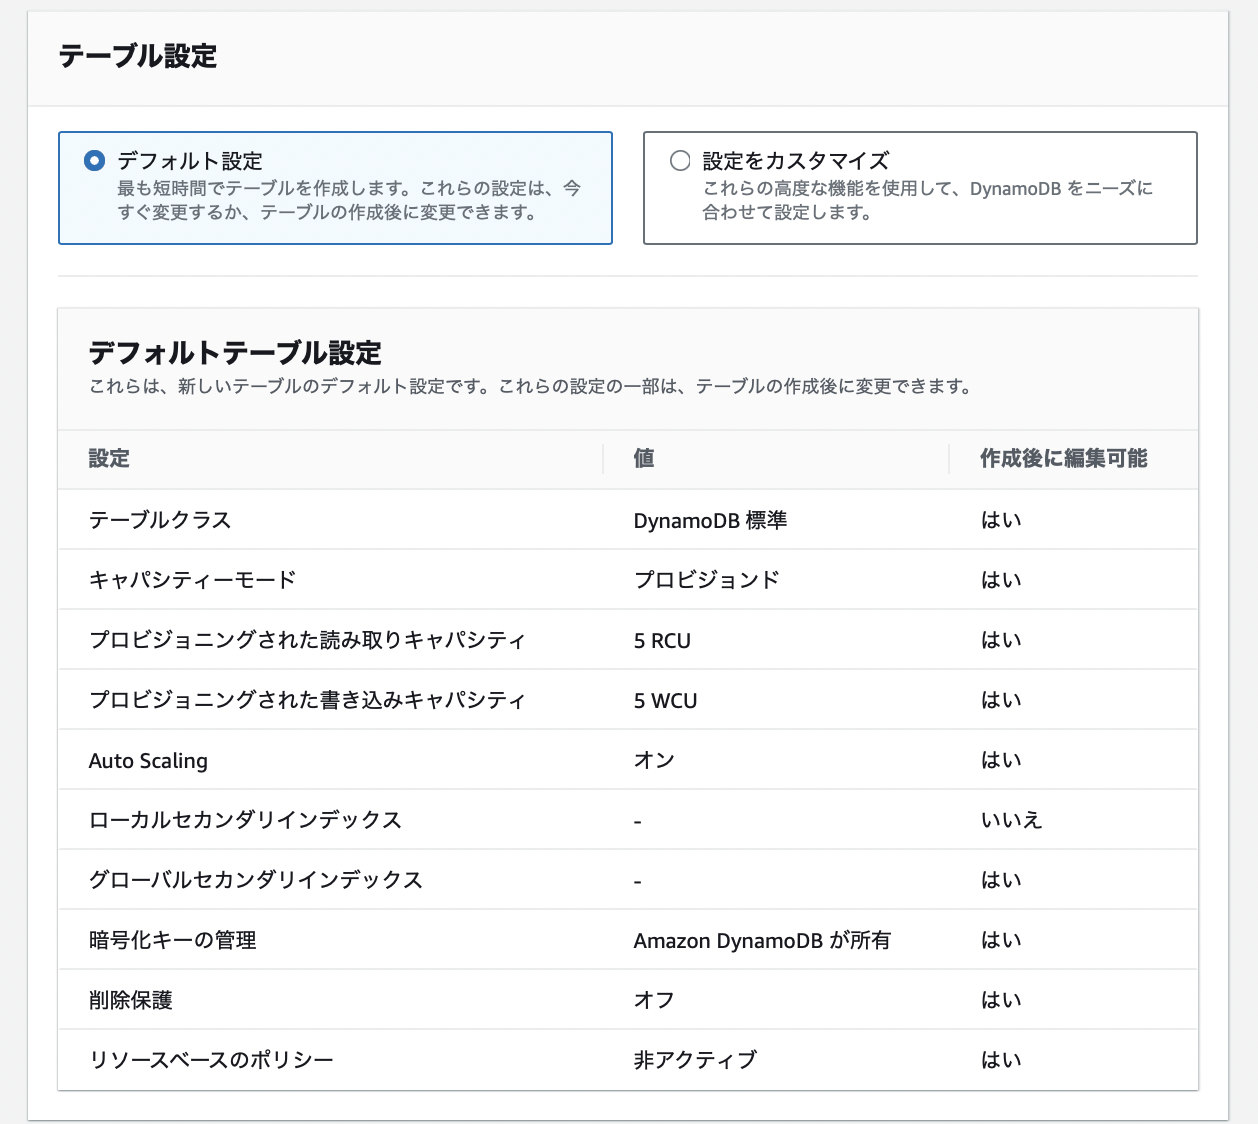 テーブル設定
デフォルト設定
最も短時間でテーブルを作成します。これらの設定は、今
すぐ変更するか、テーブルの作成後に変更できます。
設定をカスタマイズ
これらの高度な機能を使用して、DynamoDB をニーズに
合わせて設定します。
デフォルトテーブル設定
これらは、新しいテーブルのデフォルト設定です。これらの設定の一部は、テーブルの作成後に変更できます。
設定 値 作成後に編集可能
テーブルクラス DynamoDB 標準 はい
キャパシティーモード プロビジョンド はい
プロビジョニングされた読み取りキャパシティ 5 RCU はい
プロビジョニングされた書き込みキャパシティ 5 WCU はい
Auto Scaling オン はい
ローカルセカンダリインデックス - いいえ
グローバルセカンダリインデックス - はい
暗号化キーの管理 Amazon DynamoDB が所有 はい
削除保護 オフ はい
リソースベースのポリシー 非アクティブ はい